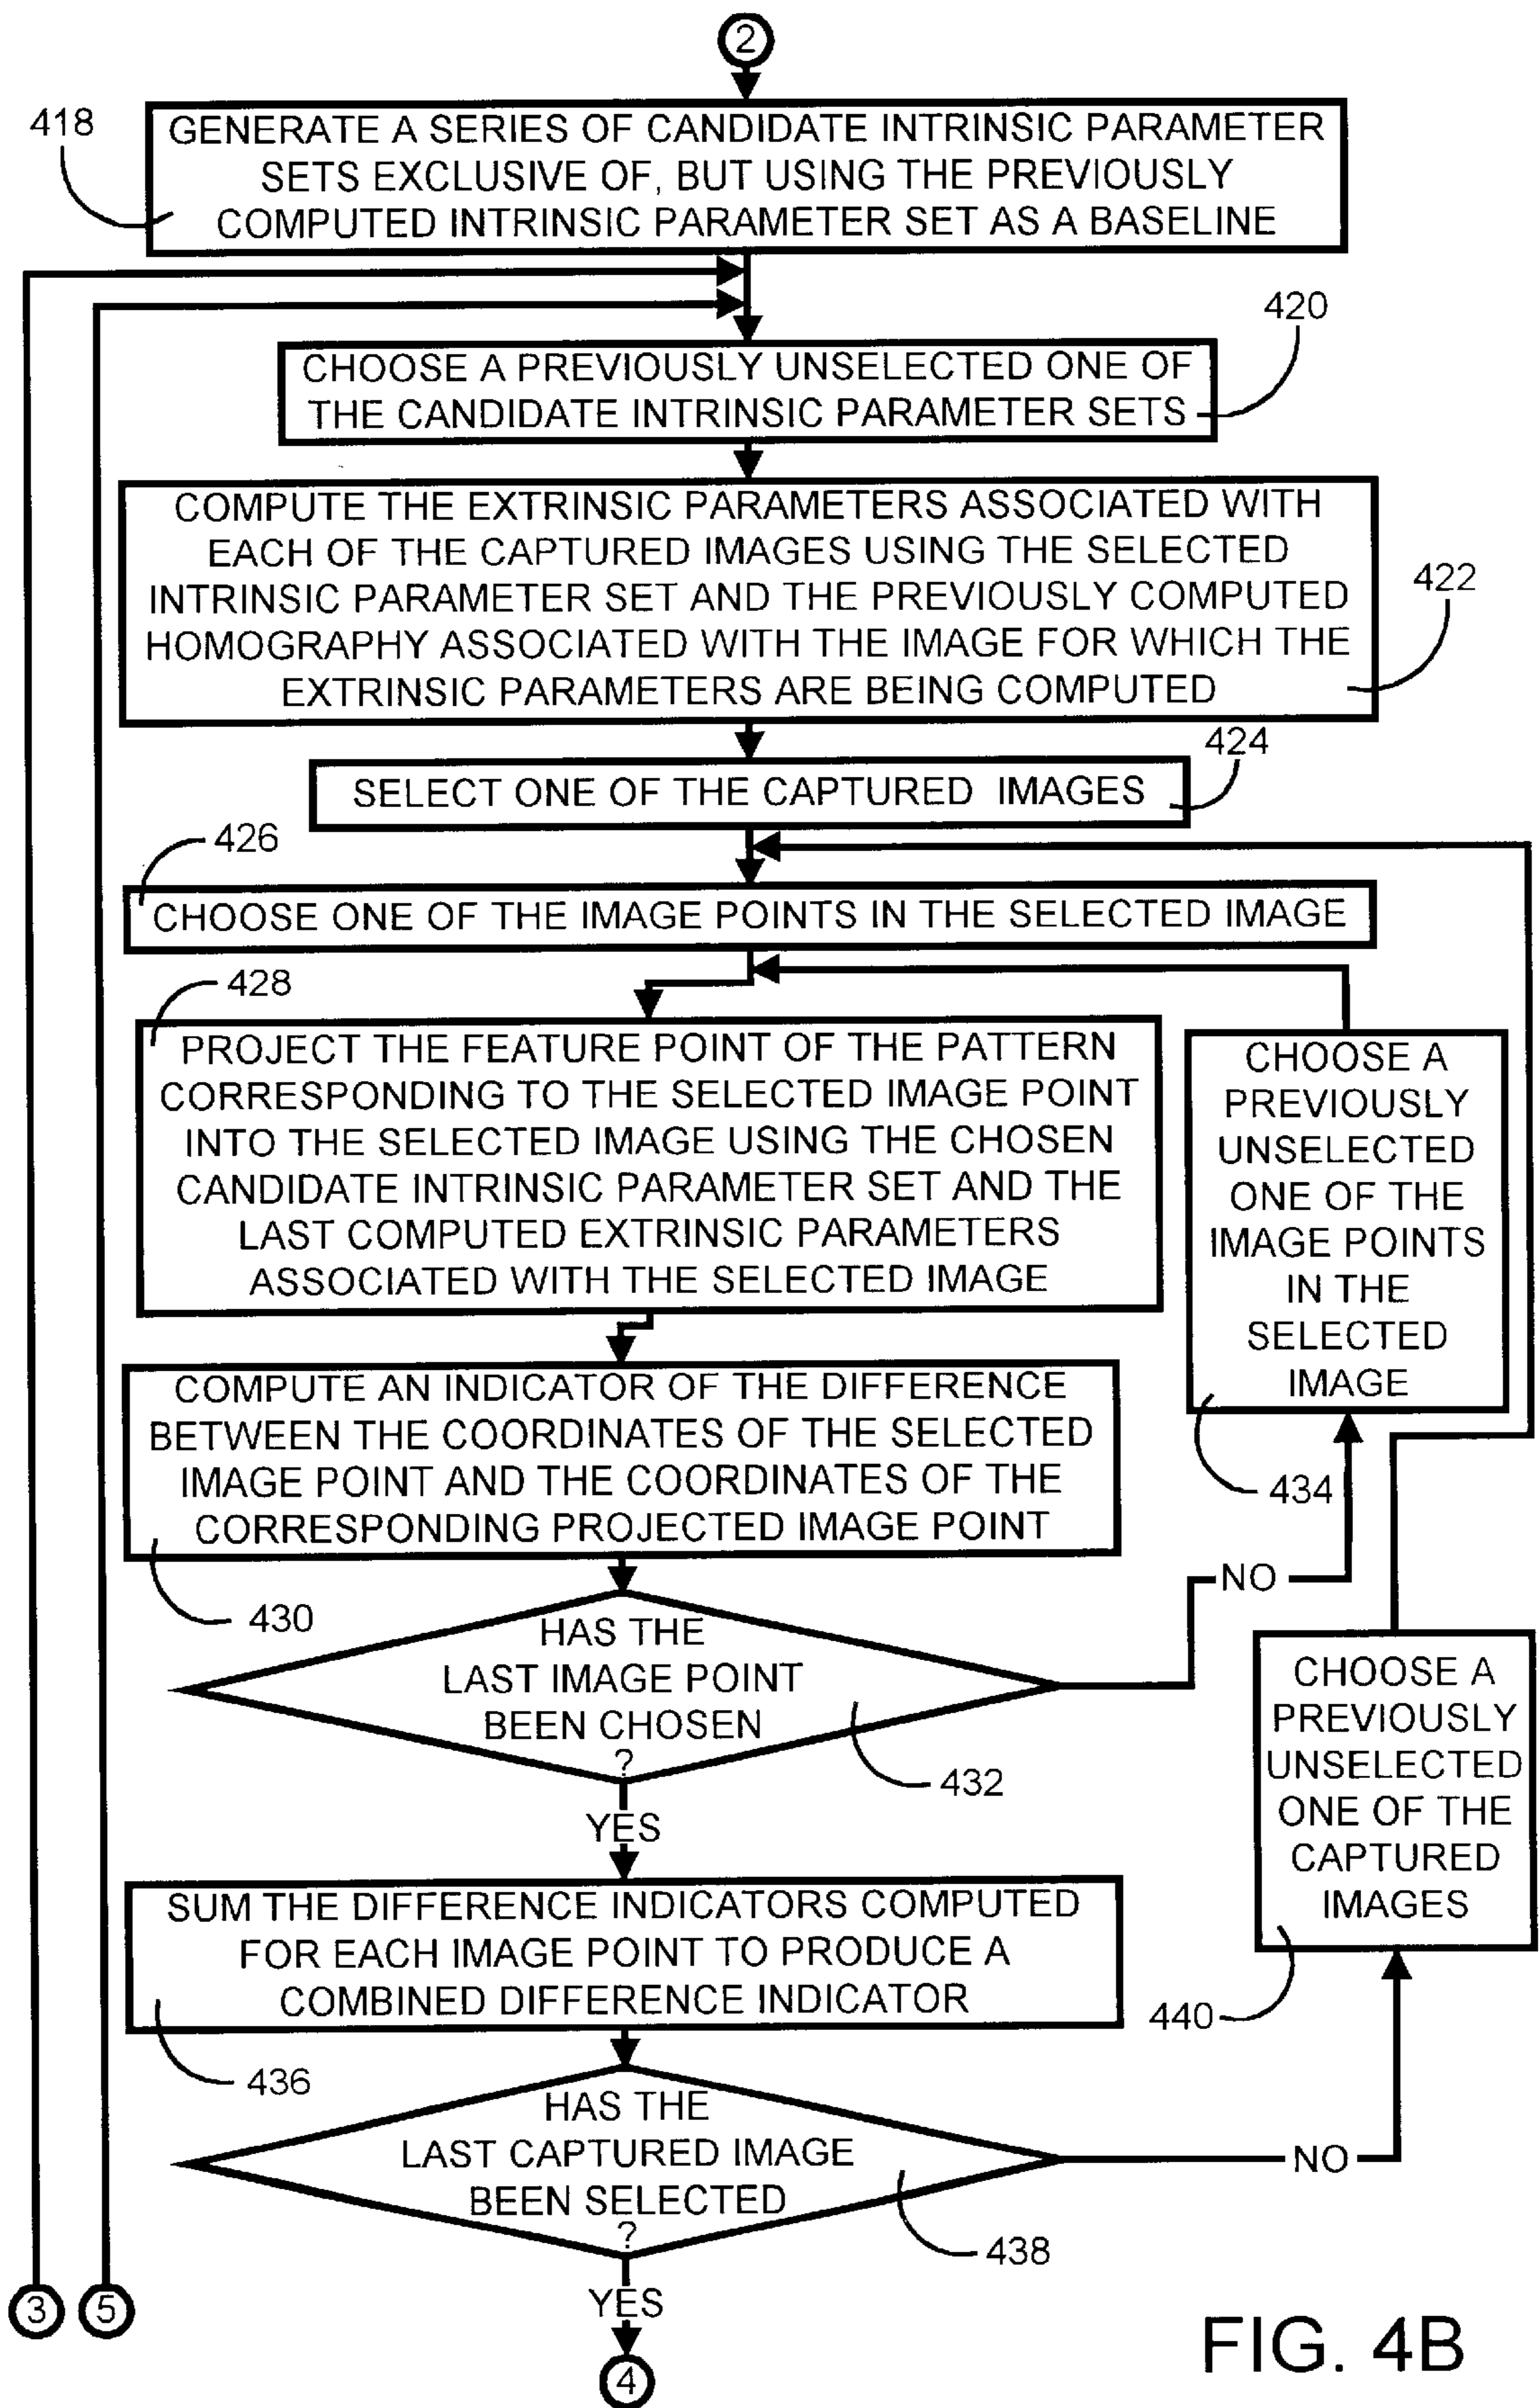 2
418
GENERATE A SERIES OF CANDIDATE INTRINSIC PARAMETER
SETS EXCLUSIVE OF, BUT USING THE PREVIOUSLY
COMPUTED INTRINSIC PARAMETER SET AS A BASELINE
420
CHOOSE A PREVIOUSLY UNSELECTED ONE OF
THE CANDIDATE INTRINSIC PARAMETER SETS
COMPUTE THE EXTRINSIC PARAMETERS ASSOCIATED WITH
EACH OF THE CAPTURED IMAGES USING THE SELECTED
INTRINSIC PARAMETER SET AND THE PREVIOUSLY COMPUTED
HOMOGRAPHY ASSOCIATED WITH THE IMAGE FOR WHICH THE
EXTRINSIC PARAMETERS ARE BEING COMPUTED
422
424
SELECT ONE OF THE CAPTURED IMAGES
426
CHOOSE ONE OF THE IMAGE POINTS IN THE SELECTED IMAGE
428
PROJECT THE FEATURE POINT OF THE PATTERN
CORRESPONDING TO THE SELECTED IMAGE POINT
INTO THE SELECTED IMAGE USING THE CHOSEN
CANDIDATE INTRINSIC PARAMETER SET AND THE
LAST COMPUTED EXTRINSIC PARAMETERS
ASSOCIATED WITH THE SELECTED IMAGE
CHOOSE A
PREVIOUSLY
UNSELECTED
ONE OF THE
IMAGE POINTS
IN THE
SELECTED
IMAGE
434
COMPUTE AN INDICATOR OF THE DIFFERENCE
BETWEEN THE COORDINATES OF THE SELECTED
IMAGE POINT AND THE COORDINATES OF THE
CORRESPONDING PROJECTED IMAGE POINT
430
NO
HAS THE
LAST IMAGE POINT
BEEN CHOSEN
?
432
YES
CHOOSE A
PREVIOUSLY
UNSELECTED
ONE OF THE
CAPTURED
IMAGES
440
SUM THE DIFFERENCE INDICATORS COMPUTED
FOR EACH IMAGE POINT TO PRODUCE A
COMBINED DIFFERENCE INDICATOR
436
HAS THE
LAST CAPTURED IMAGE
BEEN SELECTED
?
438
NO
YES
3
5
4
FIG. 4B